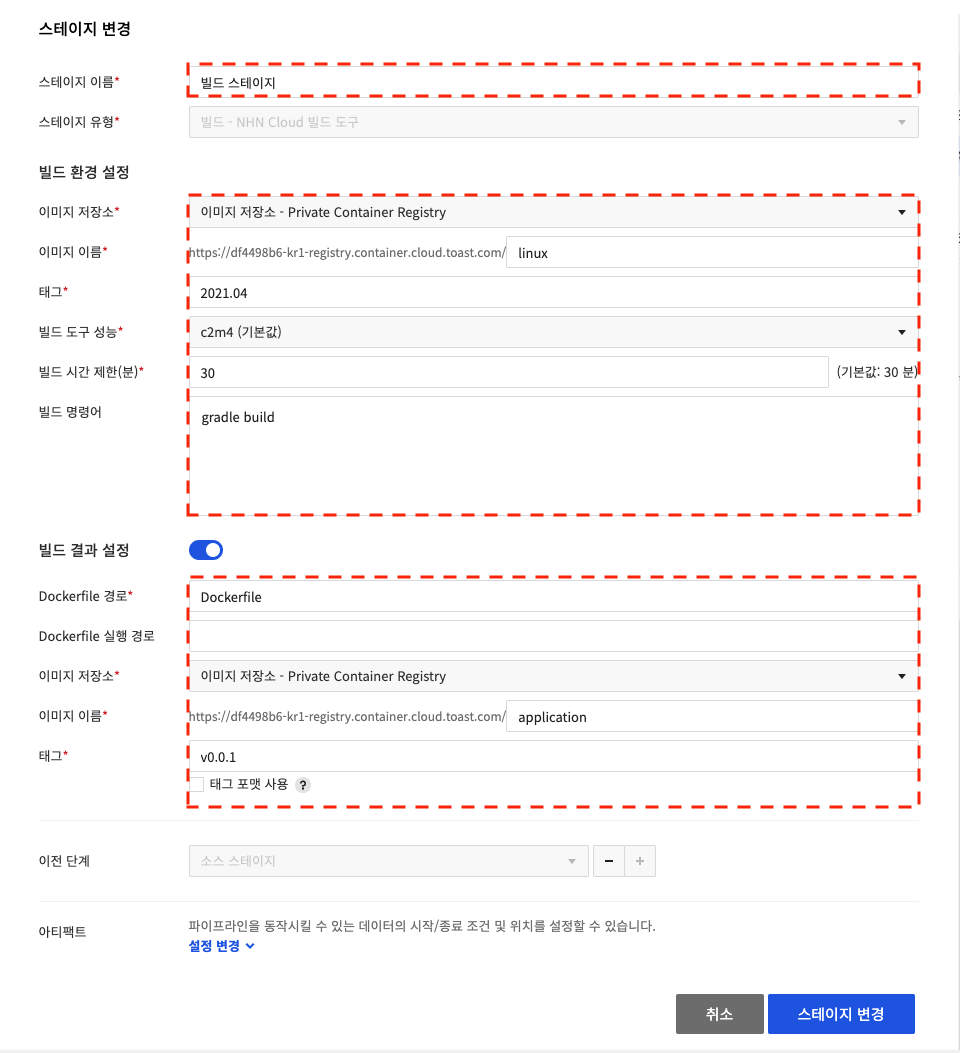 스테이지 변경
스테이지 이름* 빌드 스테이지
스테이지 유형* 빌드 - NHN Cloud 빌드 도구
빌드 환경 설정
이미지 저장소* 이미지 저장소 - Private Container Registry
이미지 이름* https://df4498b6-kr1-registry.container.cloud.toast.com/ linux
태그* 2021.04
빌드 도구 성능* c2m4 (기본값)
빌드 시간 제한(분)* 30 (기본값: 30 분)
빌드 명령어 gradle build
빌드 결과 설정
Dockerfile 경로* Dockerfile
Dockerfile 실행 경로
이미지 저장소* 이미지 저장소 - Private Container Registry
이미지 이름* https://df4498b6-kr1-registry.container.cloud.toast.com/ application
태그* v0.0.1
태그 포맷 사용 ?
이전 단계 소스 스테이지 − +
아티팩트 파이프라인을 동작시킬 수 있는 데이터의 시작/종료 조건 및 위치를 설정할 수 있습니다.
설정 변경
취소 스테이지 변경